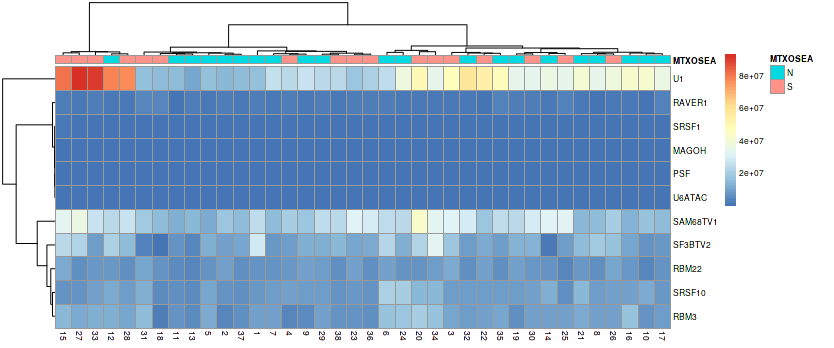 MTXOSEA
U1
RAVER1
SRSF1
MAGOH
PSF
U6ATAC
SAM68TV1
SF3BTV2
RBM22
SRSF10
RBM3
15 27 33 12 28 31 18 11 13 5 2 37 1 7 4 9 29 38 23 36 6 24 20 34 3 32 22 35 19 30 14 25 21 8 26 16 10 17
8e+07
6e+07
4e+07
2e+07
MTXOSEA
N
S